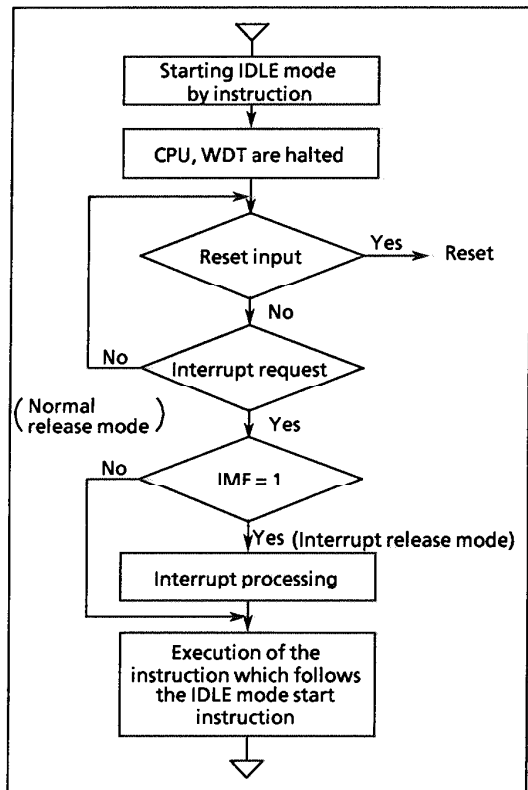 Starting IDLE mode
by instruction
CPU, WDT are halted
Reset input
Yes
Reset
No
No
Interrupt request
(Normal
release mode)
Yes
No
IMF = 1
Yes (Interrupt release mode)
Interrupt processing
Execution of the
instruction which follows
the IDLE mode start
instruction